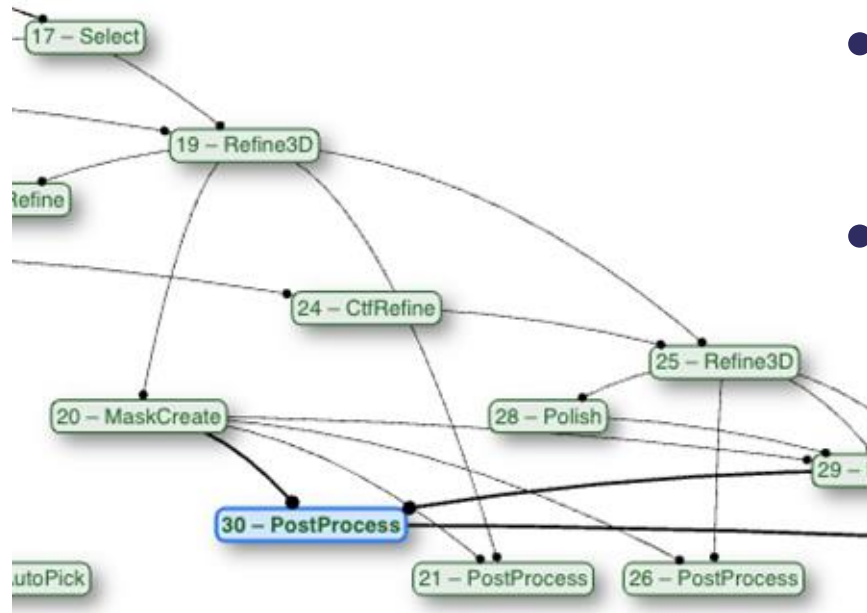 17 – Select
19 – Refine3D
Refine
24 – CtfRefine
25 – Refine3D
20 – MaskCreate
28 – Polish
29 –
30 – PostProcess
utoPick
21 – PostProcess
26 – PostProcess